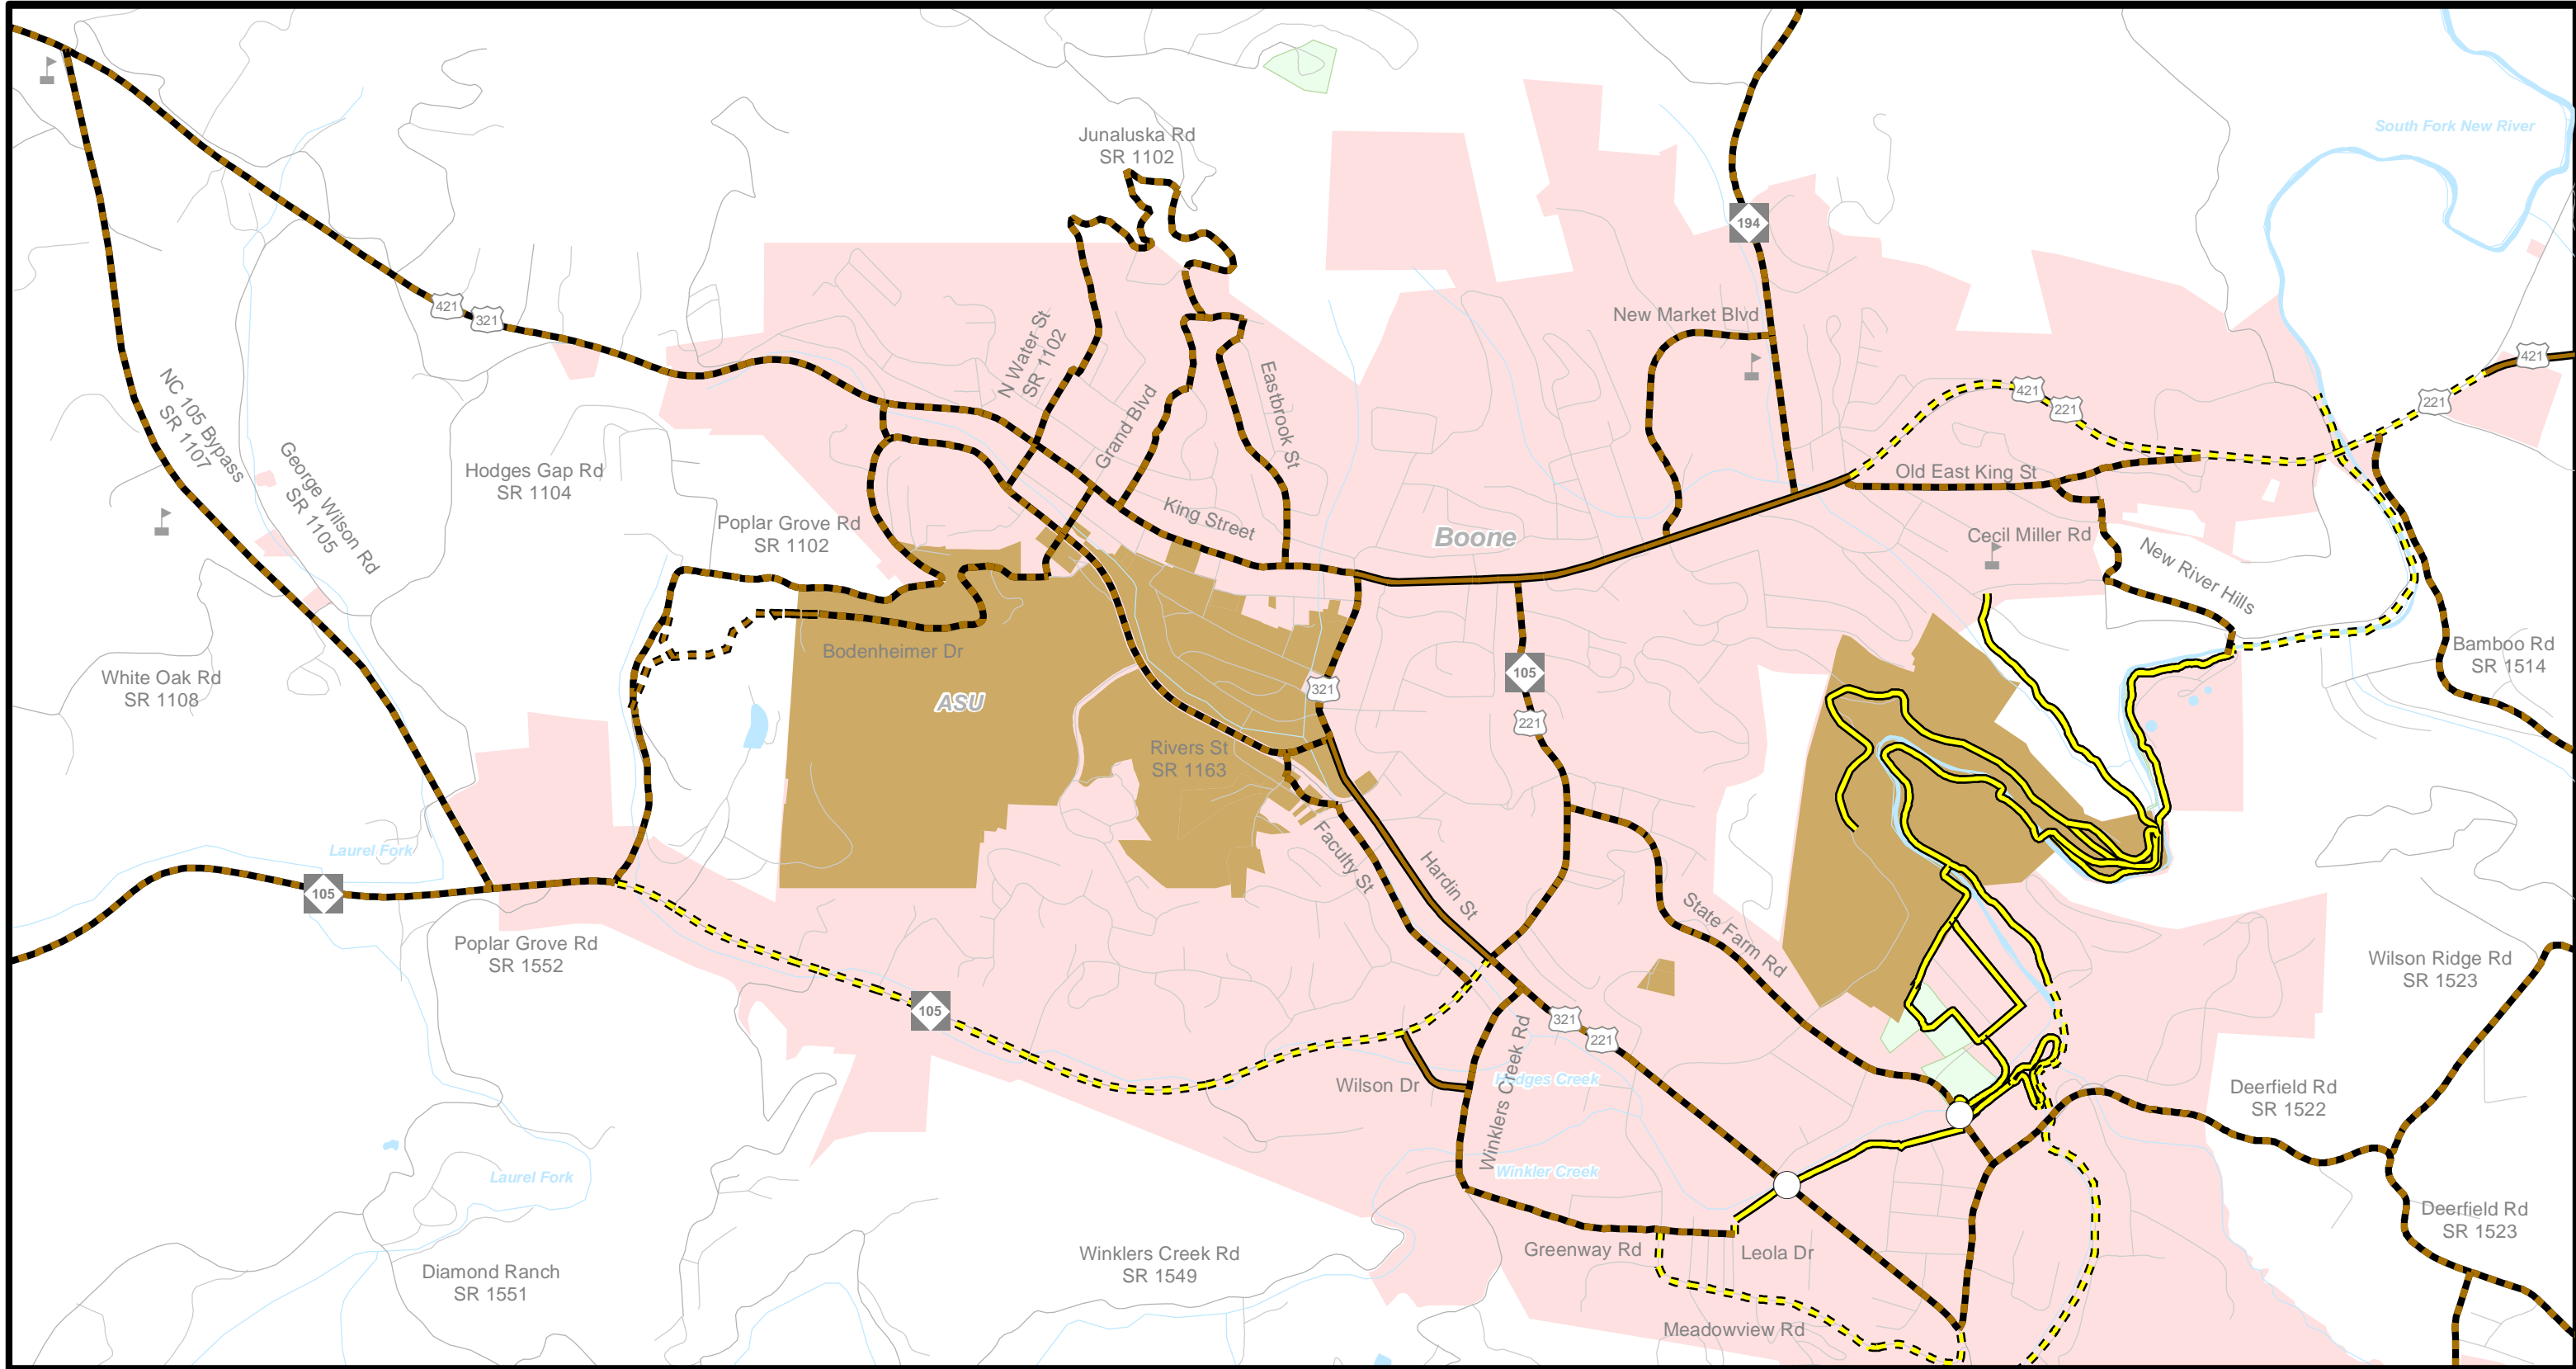 Junaluska Rd
SR 1102
South Fork New River
194
421
321
N Water St
SR 1102
New Market Blvd
421
NC 105 Bypass
SR 1107
Grand Blvd
Eastbrook St
421
221
221
George Wilson Rd
SR 1105
Hodges Gap Rd
SR 1104
Old East King St
Poplar Grove Rd
SR 1102
King Street
Boone
Cecil Miller Rd
New River Hills
White Oak Rd
SR 1108
Bodenheimer Dr
ASU
321
105
221
Bamboo Rd
SR 1514
Rivers St
SR 1163
Laurel Fork
105
Faculty St
Hardin St
State Farm Rd
Poplar Grove Rd
SR 1552
Wilson Ridge Rd
SR 1523
105
321
221
Wilson Dr
Winklers Creek Rd
Hodges Creek
Deerfield Rd
SR 1522
Laurel Fork
Winkler Creek
Deerfield Rd
SR 1523
Winklers Creek Rd
SR 1549
Greenway Rd
Leola Dr
Diamond Ranch
SR 1551
Meadowview Rd